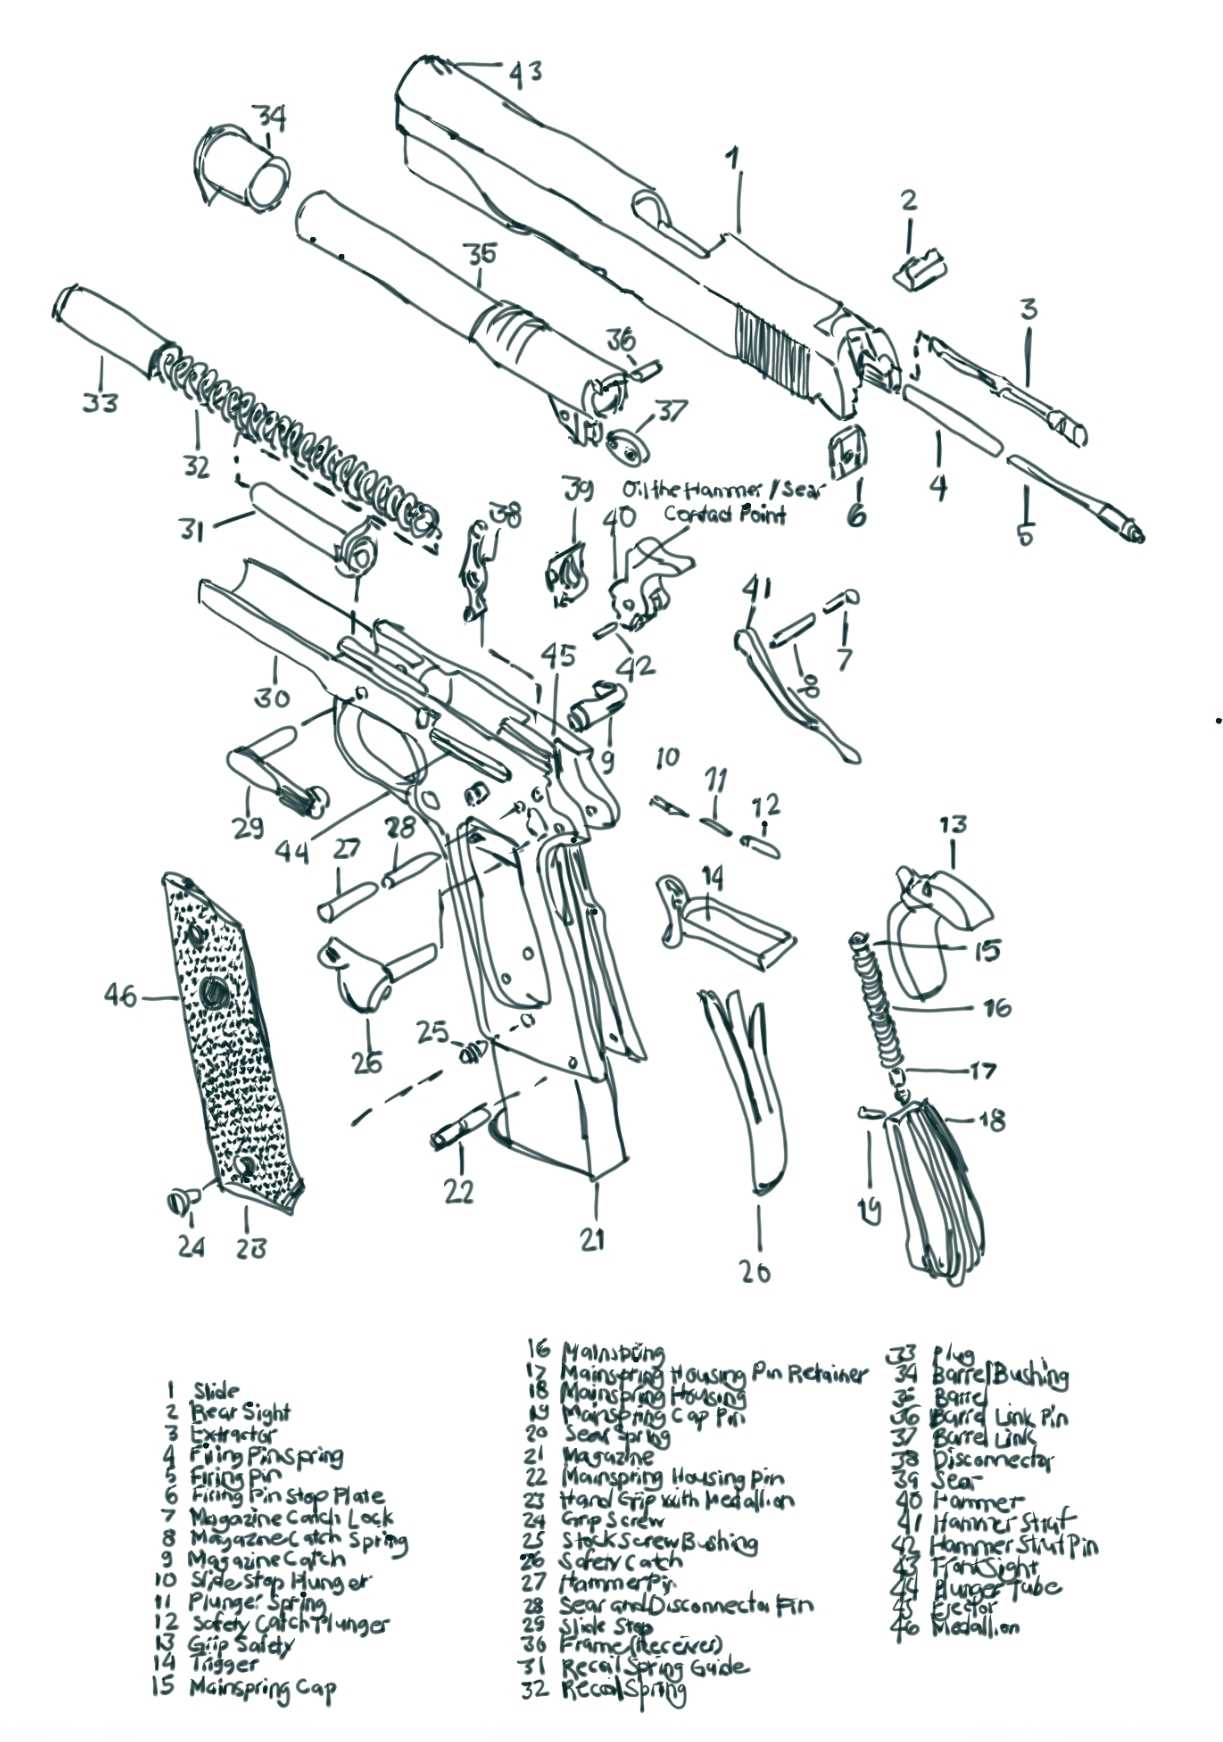 43
34
1
2
35
3
36
37
33
32
4
6
5
39
Oil the Hammer / Sear
40
Contact Point
38
31
41
45
42
7
8
30
9
10
11
12
29
28
27
44
13
14
46
15
25
16
26
17
18
22
19
24
23
21
20
1 Slide
2 Rear Sight
3 Extractor
4 Firing Pin Spring
5 Firing Pin
6 Firing Pin Stop Plate
7 Magazine Catch Lock
8 Magazne Catch Spring
9 Magazine Catch
10 Slide Stop Plunger
11 Plunger Spring
12 Safety Catch Plunger
13 Grip Safety
14 Trigger
15 Mainspring Cap
16 Mainspring
17 Mainspring Housing Pin Retainer
18 Mainspring Housing
19 Mainspring Cap Pin
20 Sear Spring
21 Magazine
22 Mainspring Housing Pin
23 Hand Grip with Medallion
24 Grip Screw
25 Stock Screw Bushing
26 Safety Catch
27 Hammer Pin
28 Sear and Disconnector Pin
29 Slide Stop
30 Frame (Receiver)
31 Recoil Spring Guide
32 Recoil Spring
33 Plug
34 Barrel Bushing
35 Barrel
36 Barrel Link Pin
37 Barrel Link
38 Disconnector
39 Sear
40 Hammer
41 Hammer Strut
42 Hammer Strut Pin
43 Front Sight
44 Plunger Tube
45 Ejector
46 Medallion